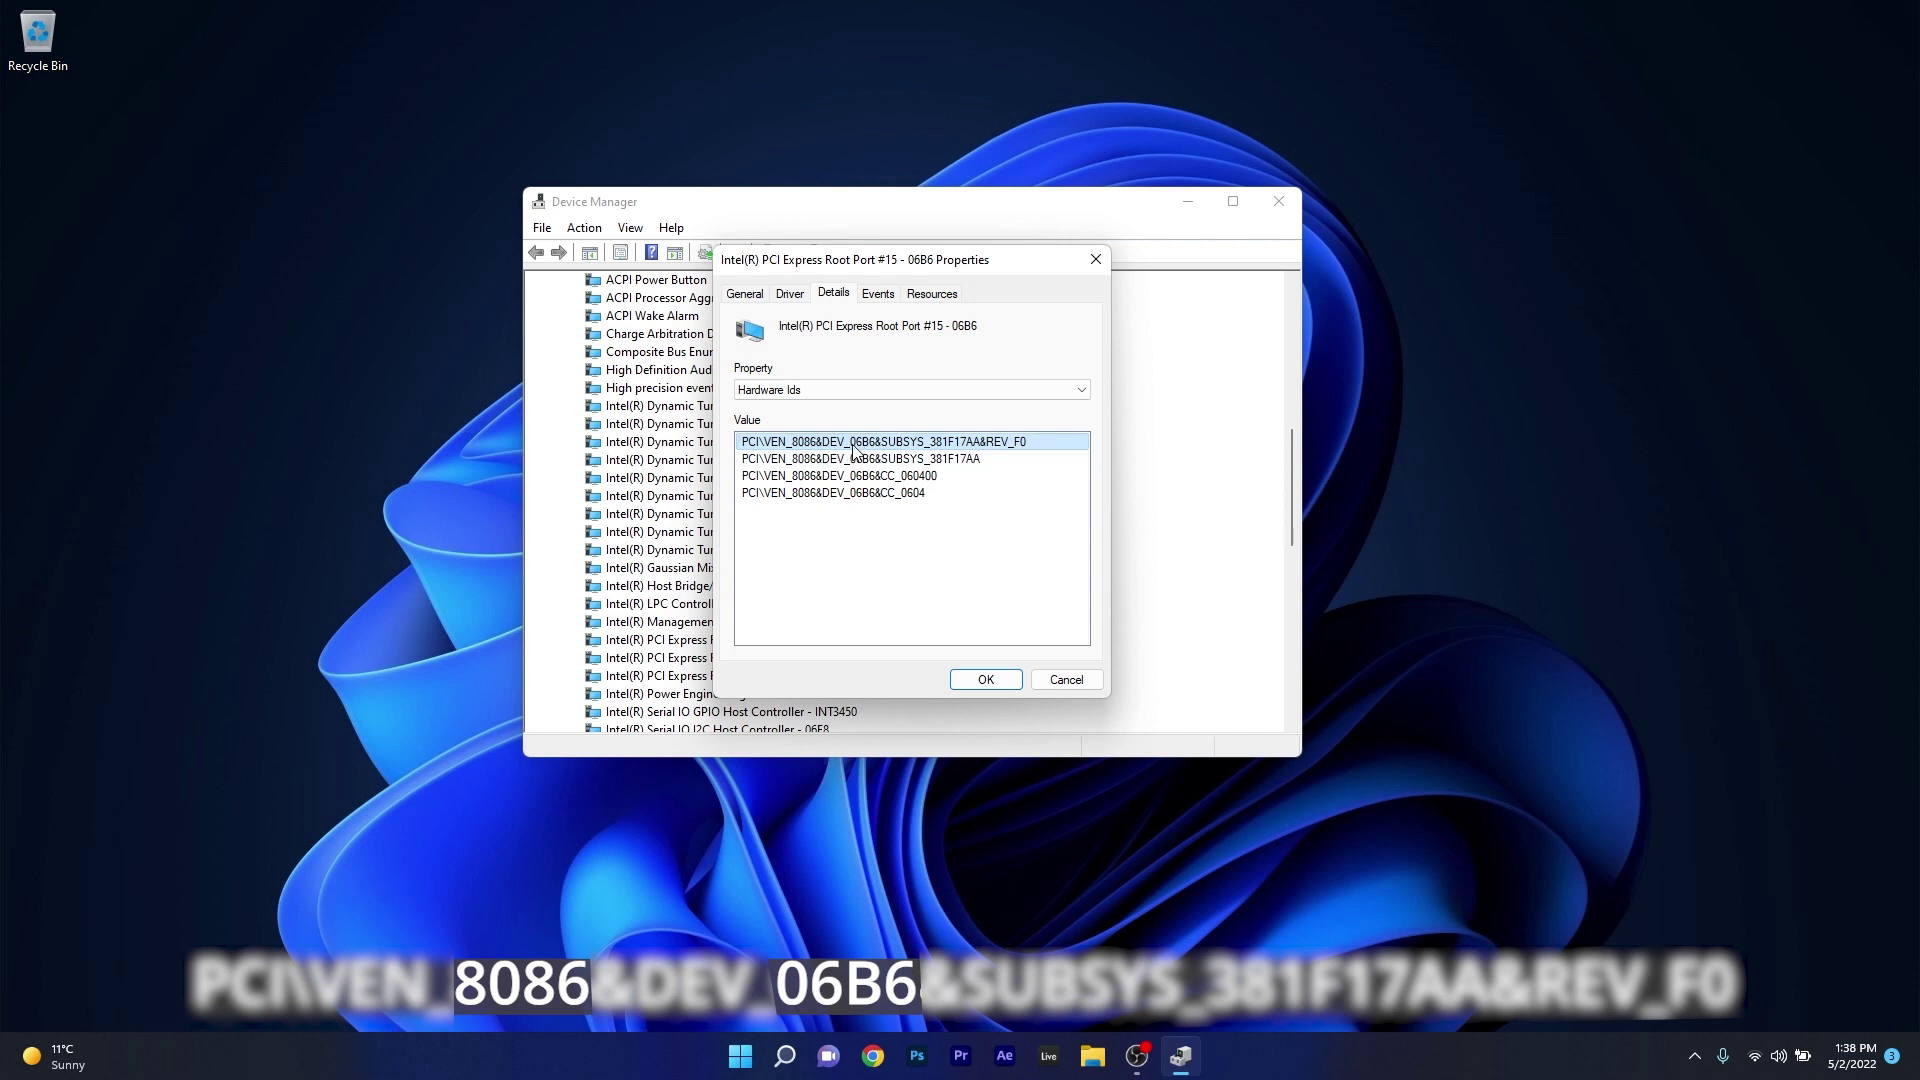 Recycle Bin
Device Manager
File Action View Help
Intel(R) PCI Express Root Port #15 - 06B6 Properties
General Driver Details Events Resources
Intel(R) PCI Express Root Port #15 - 06B6
Property
Hardware Ids
Value
PCI\VEN_8086&DEV_06B6&SUBSYS_381F17AA&REV_F0
PCI\VEN_8086&DEV_06B6&SUBSYS_381F17AA
PCI\VEN_8086&DEV_06B6&CC_060400
PCI\VEN_8086&DEV_06B6&CC_0604
OK Cancel
ACPI Power Button
ACPI Processor Aggr
ACPI Wake Alarm
Charge Arbitration D
Composite Bus Enur
High Definition Aud
High precision event
Intel(R) Dynamic Tur
Intel(R) Dynamic Tur
Intel(R) Dynamic Tur
Intel(R) Dynamic Tur
Intel(R) Dynamic Tur
Intel(R) Dynamic Tur
Intel(R) Dynamic Tur
Intel(R) Dynamic Tur
Intel(R) Dynamic Tur
Intel(R) Gaussian Mi
Intel(R) Host Bridge/
Intel(R) LPC Controll
Intel(R) Managemen
Intel(R) PCI Express
Intel(R) PCI Express
Intel(R) PCI Express
Intel(R) Power Engin
Intel(R) Serial IO GPIO Host Controller - INT3450
Intel(R) Serial IO I2C Host Controller - 06E8
PCI\VEN_8086&DEV_06B6&SUBSYS_381F17AA&REV_F0
11°C
Sunny
Ps Pr Ae Live
1:38 PM
5/2/2022
3